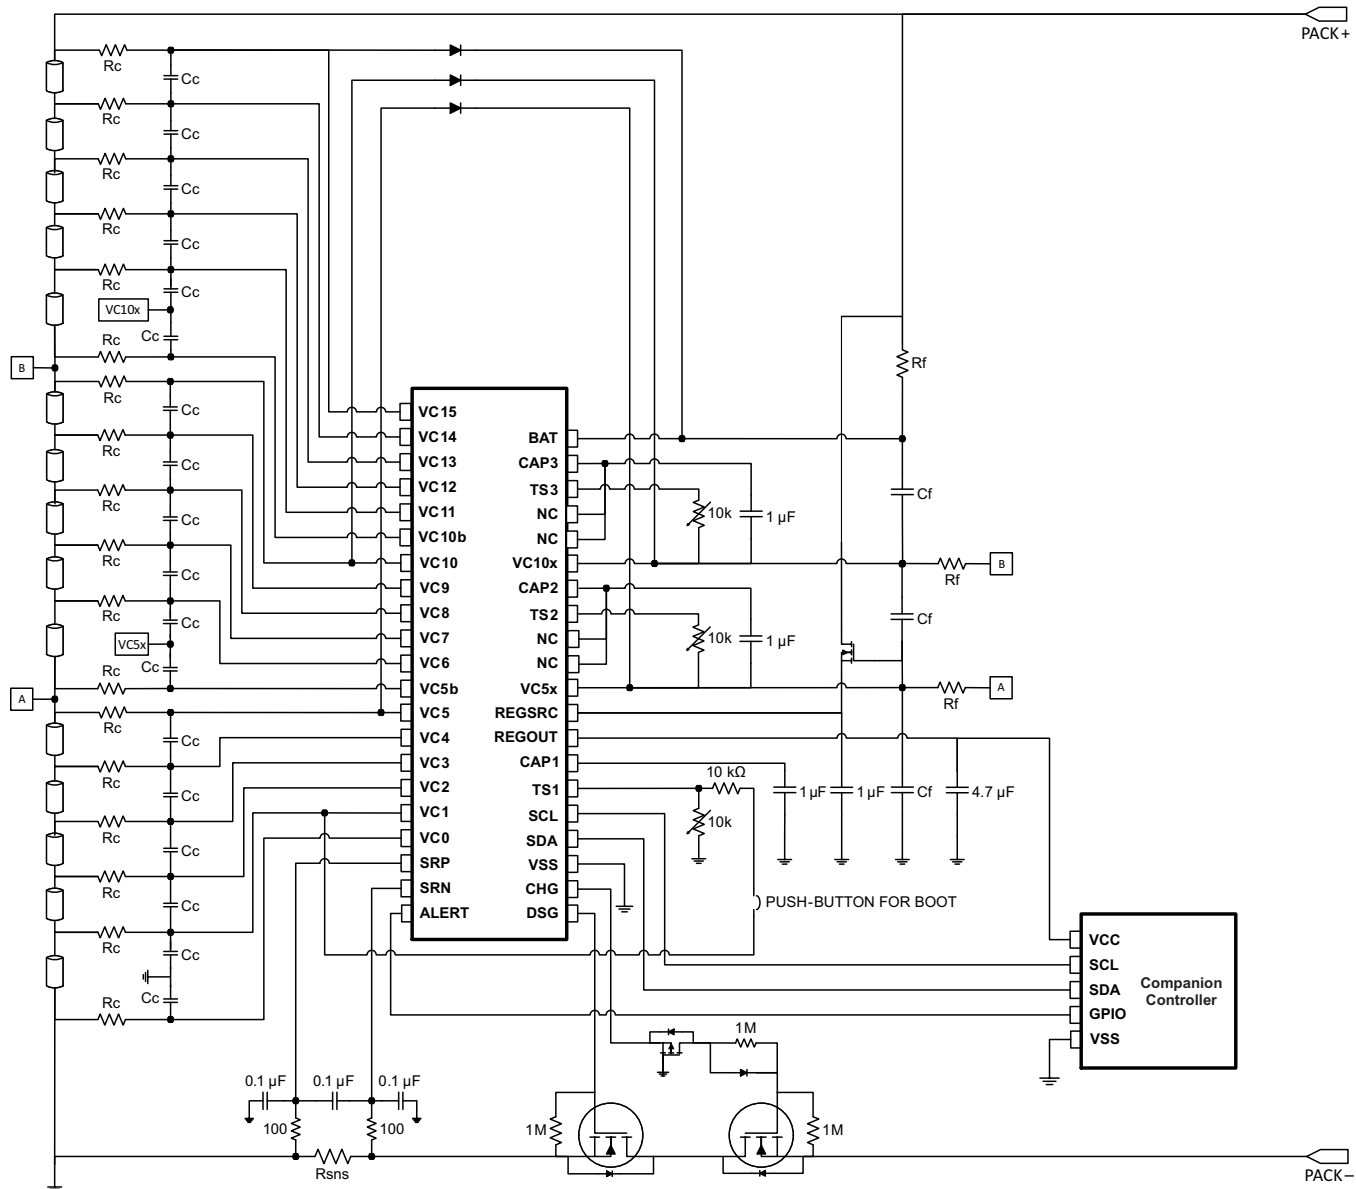 PACK+
Rc
Cc
Rc
Cc
Rc
Cc
Rc
Cc
Rc
Cc
VC10x
Cc
Rc
B
Rc
Cc
Rc
Cc
Rc
Cc
Rc
Cc
Rc
Cc
VC5x
Cc
Rc
A
Rc
Cc
Rc
Cc
Rc
Cc
Rc
Cc
Rc
Cc
Cc
Rc
VC15
VC14
VC13
VC12
VC11
VC10b
VC10
VC9
VC8
VC7
VC6
VC5b
VC5
VC4
VC3
VC2
VC1
VC0
SRP
SRN
ALERT
BAT
CAP3
TS3
NC
NC
VC10x
CAP2
TS2
NC
NC
VC5x
REGSRC
REGOUT
CAP1
TS1
SCL
SDA
VSS
CHG
DSG
Rf
Cf
10k
1 µF
Rf
B
Cf
10k
1 µF
Rf
A
10 kΩ
10k
1 µF
1 µF
Cf
4.7 µF
PUSH-BUTTON FOR BOOT
VCC
SCL
SDA
GPIO
VSS
Companion
Controller
1M
0.1 µF
0.1 µF
0.1 µF
100
100
Rsns
1M
1M
PACK–